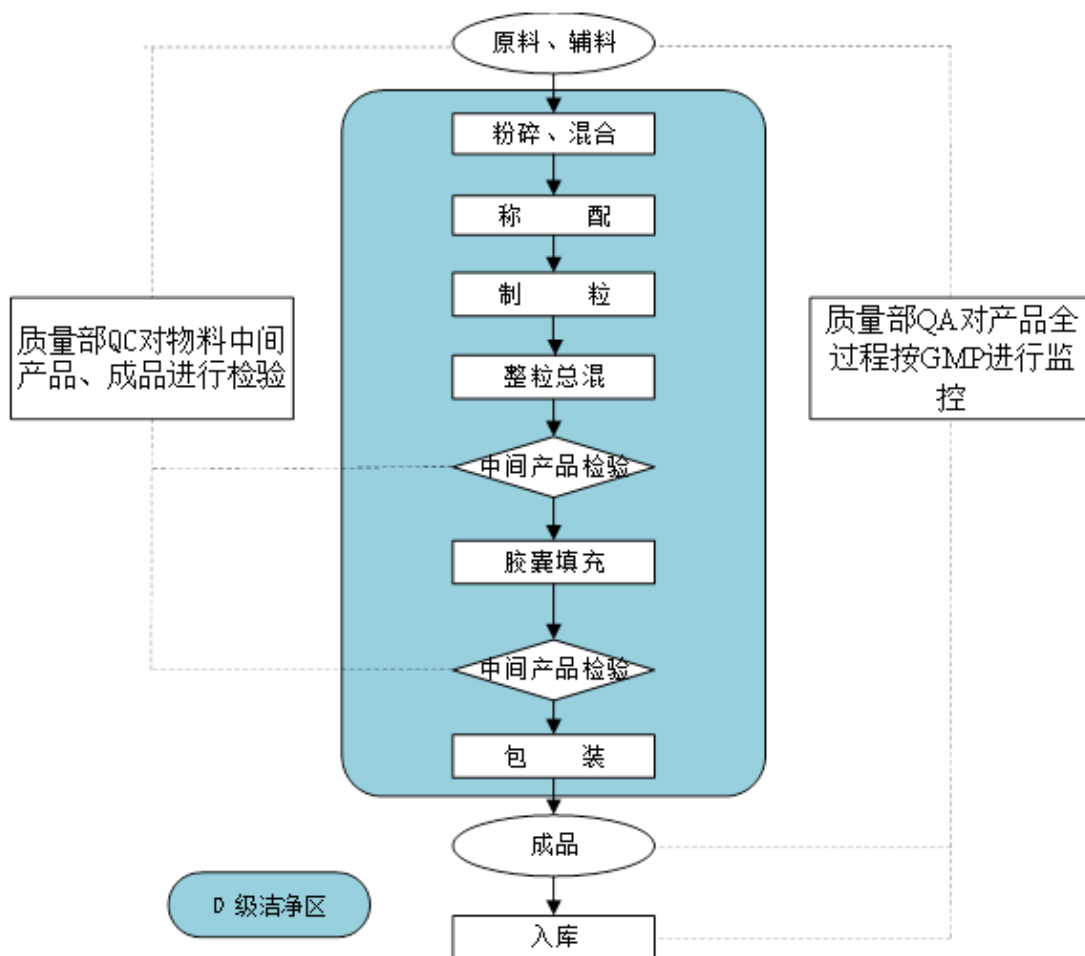 原料、辅料
粉碎、混合
称 配
制 粒
质量部QC对物料中间
产品、成品进行检验
质量部QA对产品全
过程按GMP进行监
控
整粒总混
中间产品检验
胶囊填充
中间产品检验
包 装
成品
D 级洁净区
入库